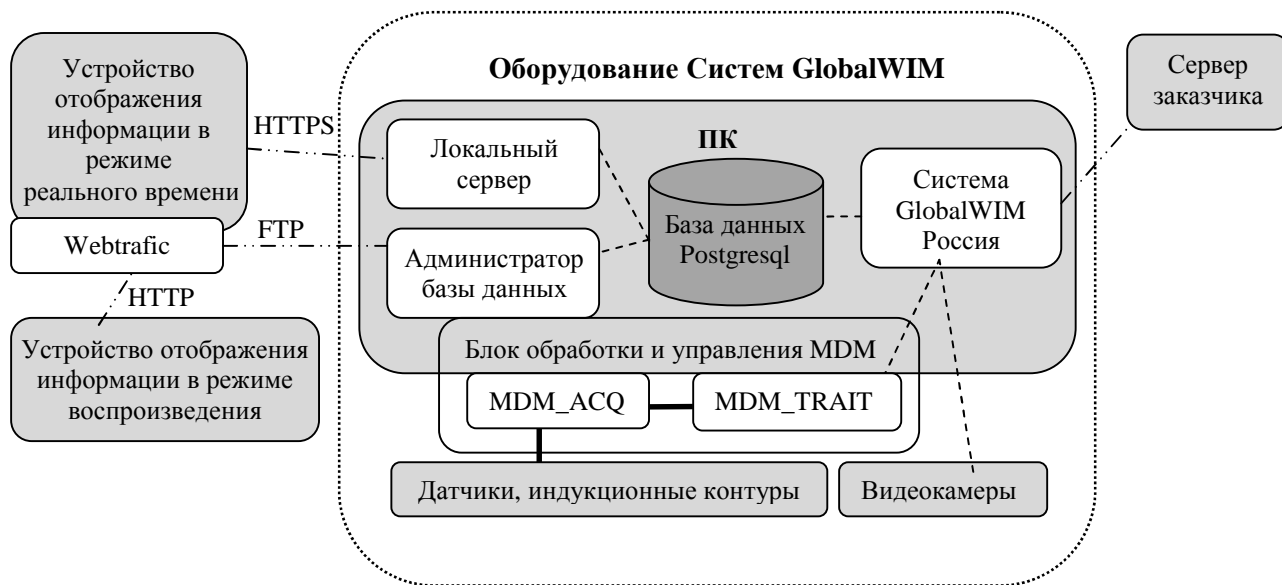 Устройство
отображения
информации в
режиме
реального времени
HTTPS
Webtrafic
FTP
HTTP
Устройство отображения
информации в режиме
воспроизведения
Оборудование Систем GlobalWIM
Локальный
сервер
ПК
База данных
Postgresql
Администратор
базы данных
Система
GlobalWIM
Россия
Блок обработки и управления MDM
MDM_ACQ
MDM_TRAIT
Датчики, индукционные контуры
Видеокамеры
Сервер
заказчика